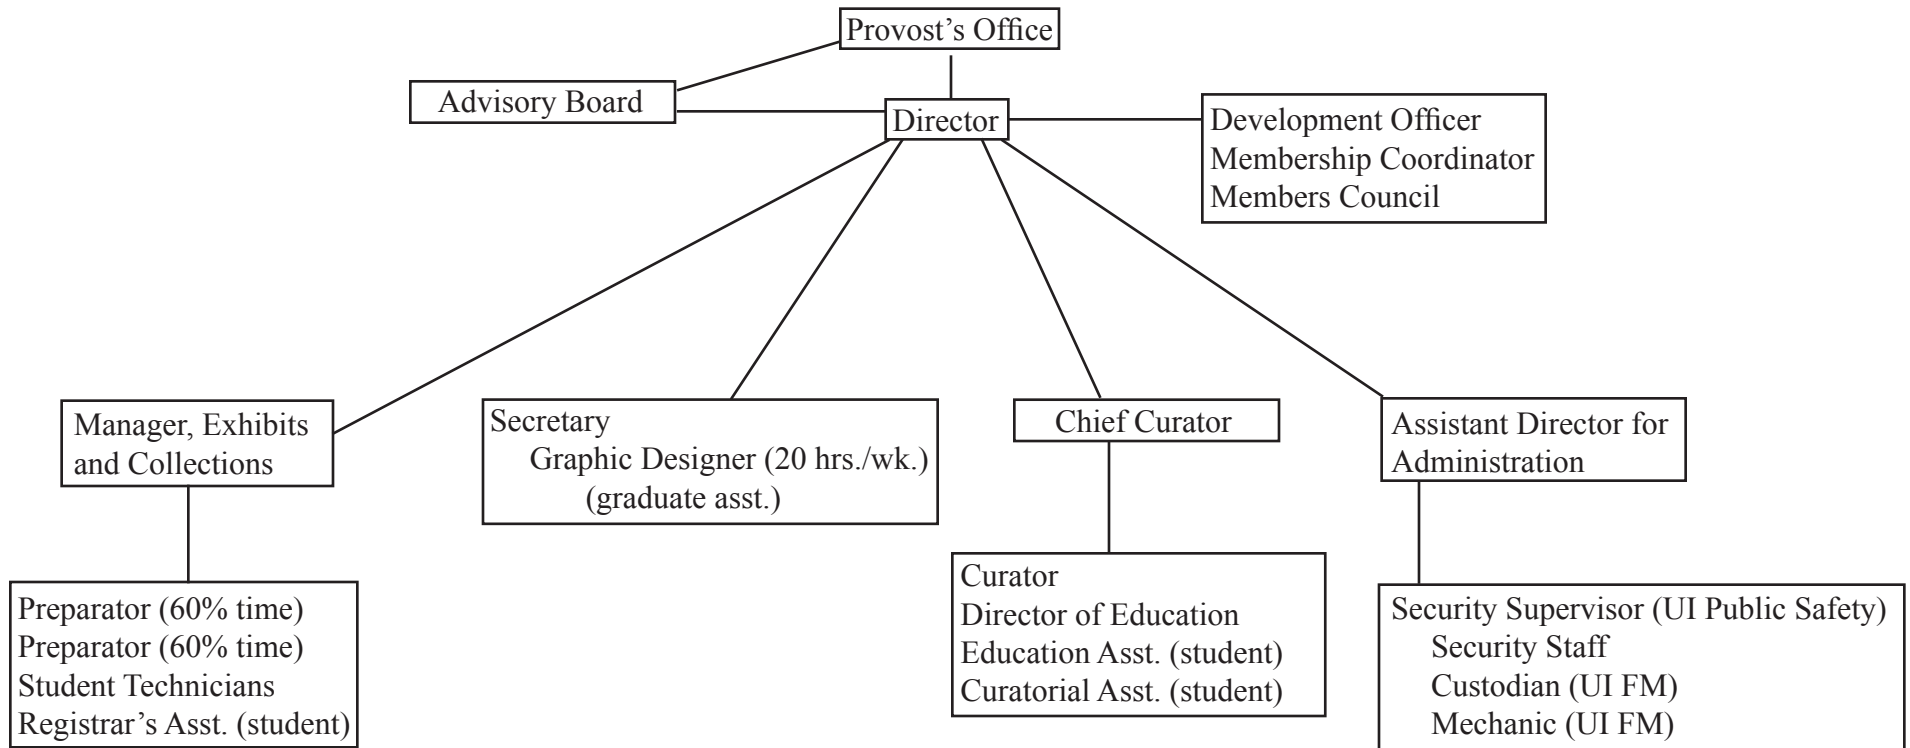 Provost’s Office
Advisory Board
Director
Development Officer
Membership Coordinator
Members Council
Manager, Exhibits
and Collections
Secretary
Graphic Designer (20 hrs./wk.)
(graduate asst.)
Chief Curator
Assistant Director for
Administration
Preparator (60% time)
Preparator (60% time)
Student Technicians
Registrar’s Asst. (student)
Curator
Director of Education
Education Asst. (student)
Curatorial Asst. (student)
Security Supervisor (UI Public Safety)
Security Staff
Custodian (UI FM)
Mechanic (UI FM)